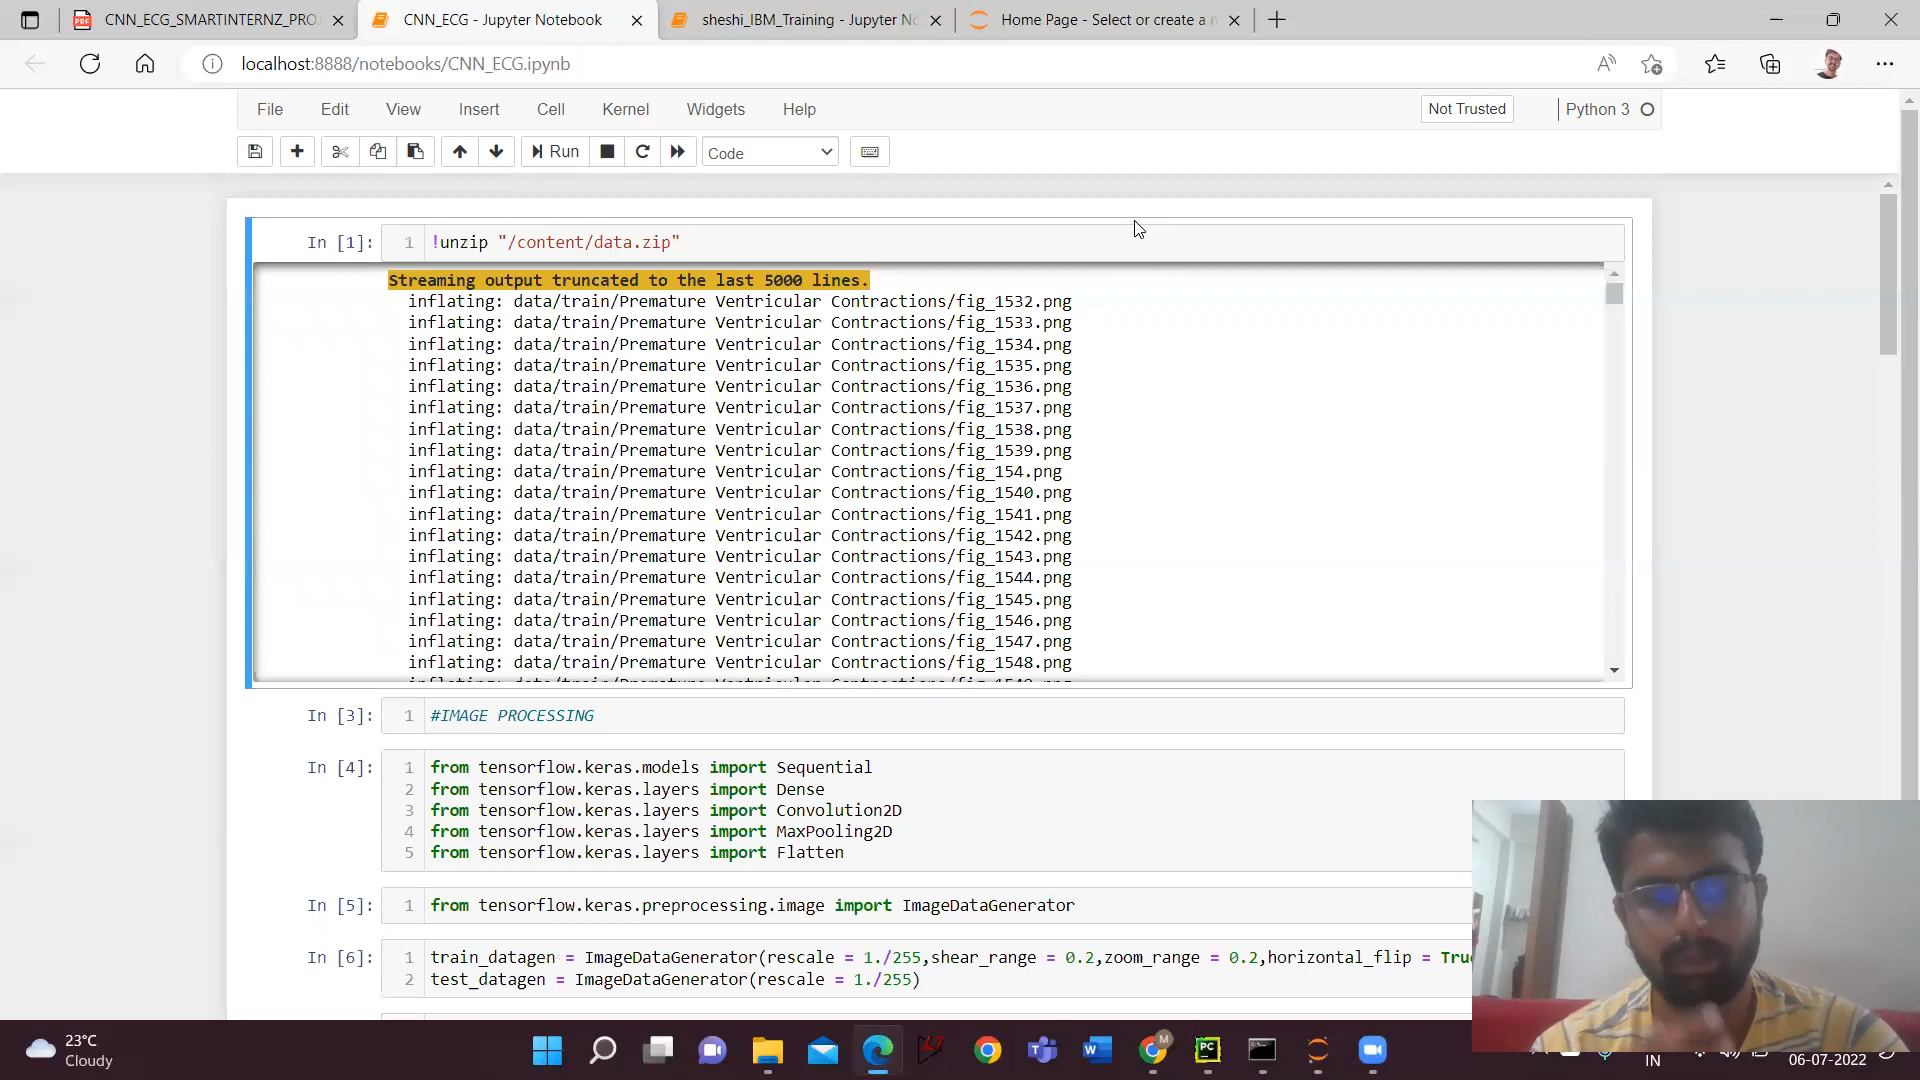 CNN_ECG_SMARTINTERNZ_PRO
CNN_ECG - Jupyter Notebook
sheshi_IBM_Training - Jupyter No
Home Page - Select or create a n
localhost:8888/notebooks/CNN_ECG.ipynb
File Edit View Insert Cell Kernel Widgets Help
Not Trusted
Python 3
Run
Code
In [1]: 1 !unzip "/content/data.zip"
Streaming output truncated to the last 5000 lines.
inflating: data/train/Premature Ventricular Contractions/fig_1532.png
inflating: data/train/Premature Ventricular Contractions/fig_1533.png
inflating: data/train/Premature Ventricular Contractions/fig_1534.png
inflating: data/train/Premature Ventricular Contractions/fig_1535.png
inflating: data/train/Premature Ventricular Contractions/fig_1536.png
inflating: data/train/Premature Ventricular Contractions/fig_1537.png
inflating: data/train/Premature Ventricular Contractions/fig_1538.png
inflating: data/train/Premature Ventricular Contractions/fig_1539.png
inflating: data/train/Premature Ventricular Contractions/fig_154.png
inflating: data/train/Premature Ventricular Contractions/fig_1540.png
inflating: data/train/Premature Ventricular Contractions/fig_1541.png
inflating: data/train/Premature Ventricular Contractions/fig_1542.png
inflating: data/train/Premature Ventricular Contractions/fig_1543.png
inflating: data/train/Premature Ventricular Contractions/fig_1544.png
inflating: data/train/Premature Ventricular Contractions/fig_1545.png
inflating: data/train/Premature Ventricular Contractions/fig_1546.png
inflating: data/train/Premature Ventricular Contractions/fig_1547.png
inflating: data/train/Premature Ventricular Contractions/fig_1548.png
In [3]: 1 #IMAGE PROCESSING
In [4]: 1 from tensorflow.keras.models import Sequential
2 from tensorflow.keras.layers import Dense
3 from tensorflow.keras.layers import Convolution2D
4 from tensorflow.keras.layers import MaxPooling2D
5 from tensorflow.keras.layers import Flatten
In [5]: 1 from tensorflow.keras.preprocessing.image import ImageDataGenerator
In [6]: 1 train_datagen = ImageDataGenerator(rescale = 1./255,shear_range = 0.2,zoom_range = 0.2,horizontal_flip = Tru
2 test_datagen = ImageDataGenerator(rescale = 1./255)
23°C
Cloudy
IN
06-07-2022